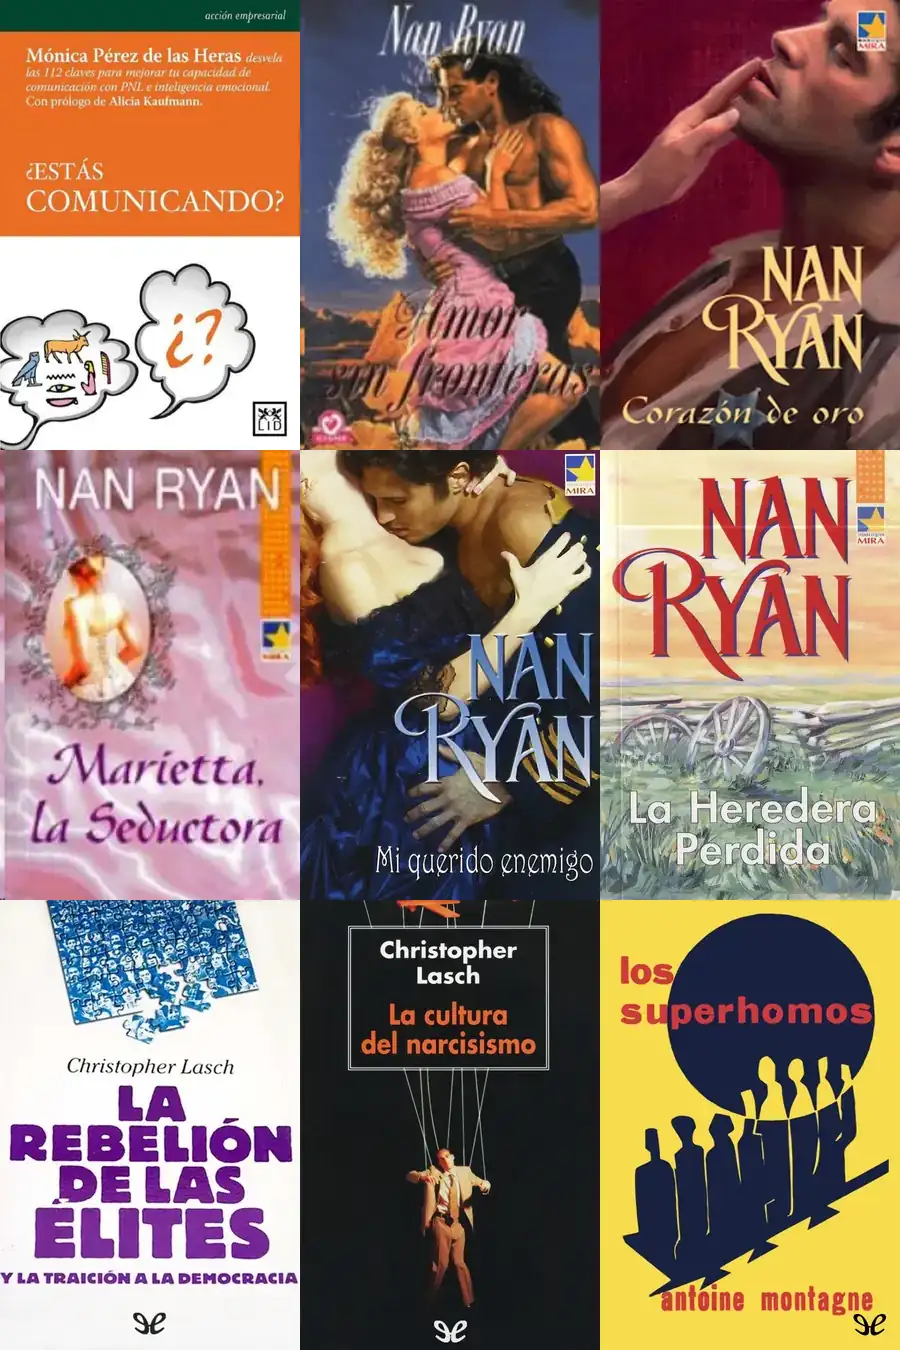 acción empresarial
Mónica Pérez de las Heras desvela
las 112 claves para mejorar tu capacidad de
comunicación con PNL e inteligencia emocional.
Con prólogo de Alicia Kaufmann.
¿ESTÁS
COMUNICANDO?
¿?
LID
Nan Ryan
Amor
sin fronteras
MIRA
NAN
RYAN
Corazón de oro
NAN RYAN
MIRA
Marietta,
la Seductora
MIRA
NAN
RYAN
Mi querido enemigo
NAN
RYAN
MIRA
La Heredera
Perdida
Christopher Lasch
LA
REBELIÓN
DE LAS
ÉLITES
Y LA TRAICIÓN A LA DEMOCRACIA
Christopher
Lasch
La cultura
del narcisismo
los
superhomos
antoine montagne